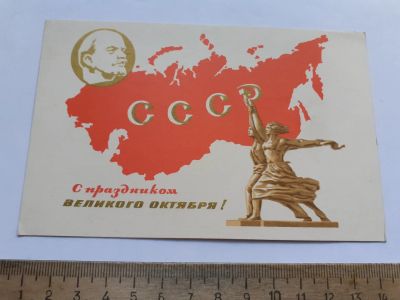 СССР
С праздником
ВЕЛИКОГО ОКТЯБРЯ!
1 2 3 4 5 6 7 8 9 10 11 12 13 14